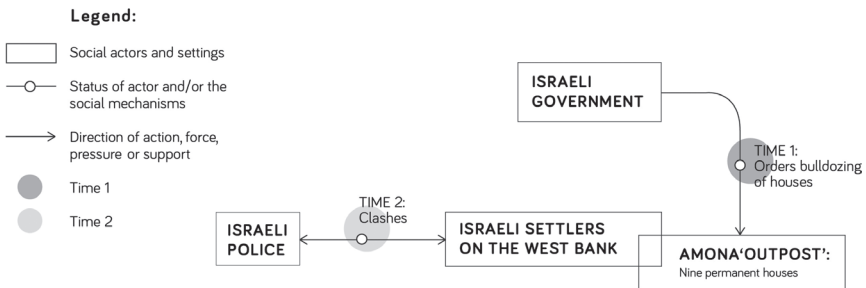 Legend:
Social actors and settings
Status of actor and/or the
social mechanisms
Direction of action, force,
pressure or support
Time 1
Time 2
ISRAELI
GOVERNMENT
TIME 1:
Orders bulldozing
of houses
TIME 2:
Clashes
ISRAELI
POLICE
ISRAELI SETTLERS
ON THE WEST BANK
AMONA‘OUTPOST’:
Nine permanent houses